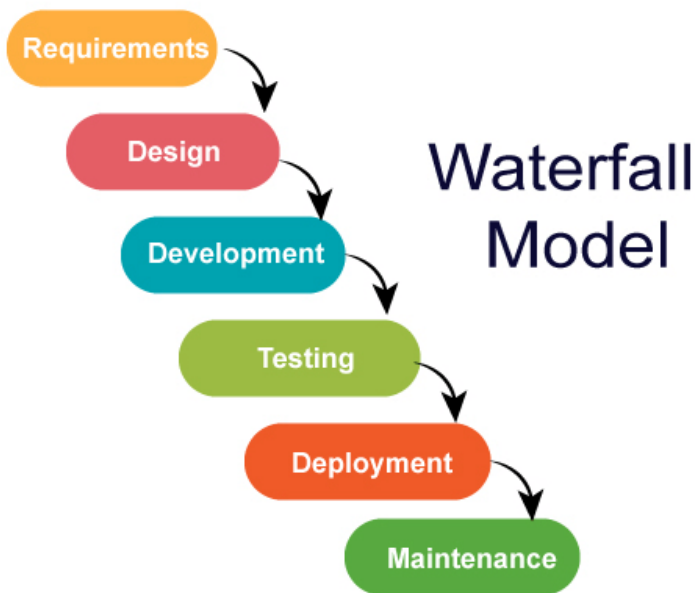 Requirements
Design
Waterfall
Model
Development
Testing
Deployment
Maintenance